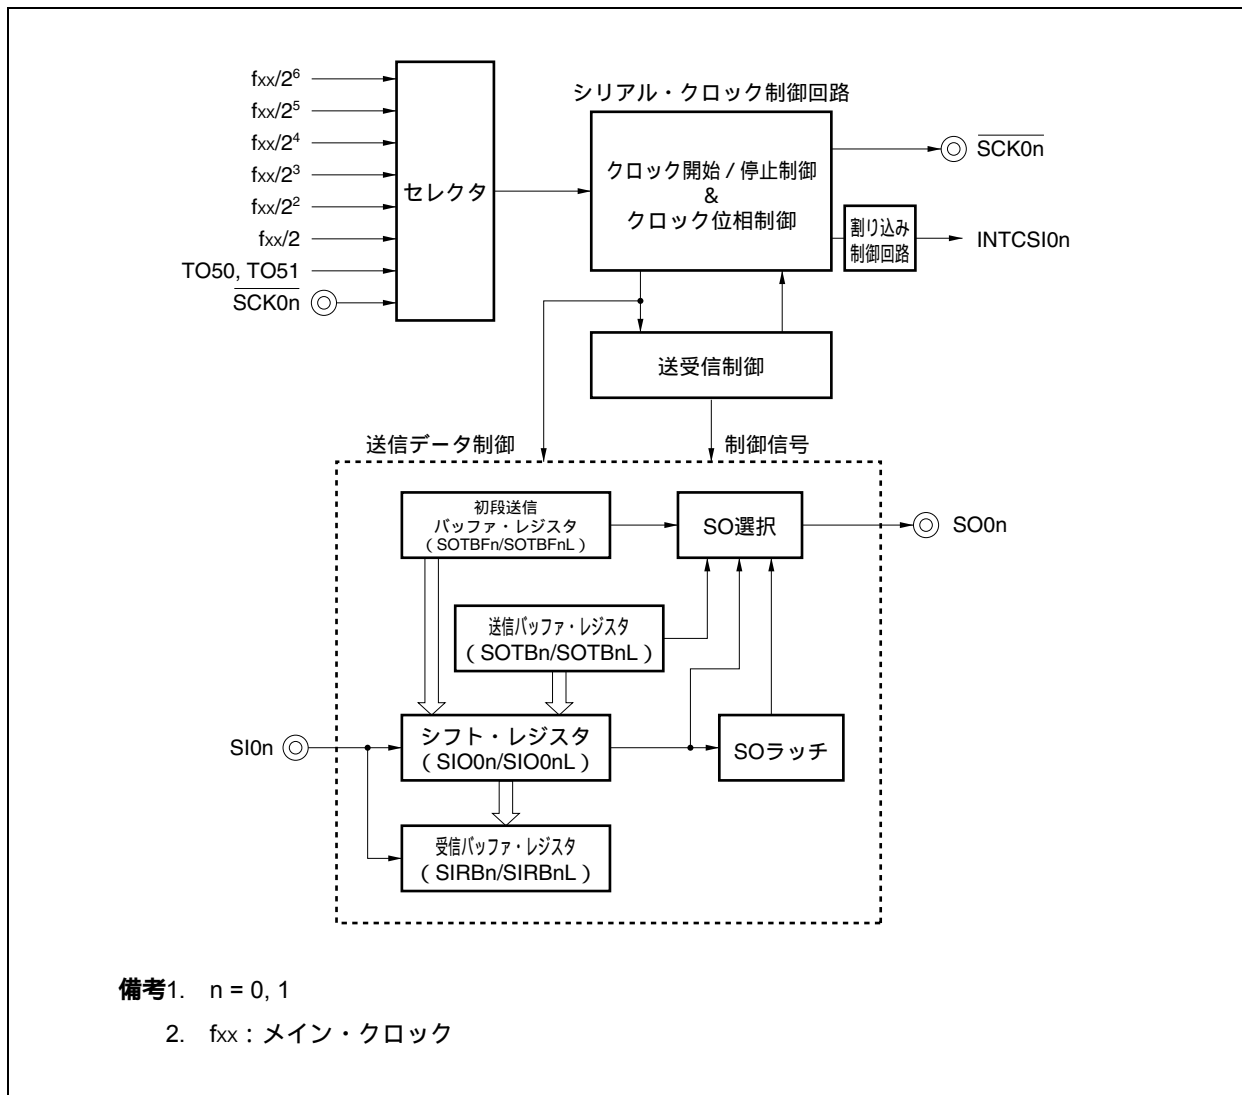 fxx/2⁶
fxx/2⁵
fxx/2⁴
fxx/2³
fxx/2²
fxx/2
TO50, TO51
SCK0n
セレクタ
シリアル・クロック制御回路
クロック開始 / 停止制御
&
クロック位相制御
SCK0n
割り込み
制御回路
INTCSI0n
送受信制御
送信データ制御
制御信号
初段送信
バッファ・レジスタ
( SOTBFn/SOTBFnL )
SO選択
SO0n
送信バッファ・レジスタ
( SOTBn/SOTBnL )
SI0n
シフト・レジスタ
( SIO0n/SIO0nL )
SOラッチ
受信バッファ・レジスタ
( SIRBn/SIRBnL )
備考1. n = 0, 1
2. fxx : メイン・クロック